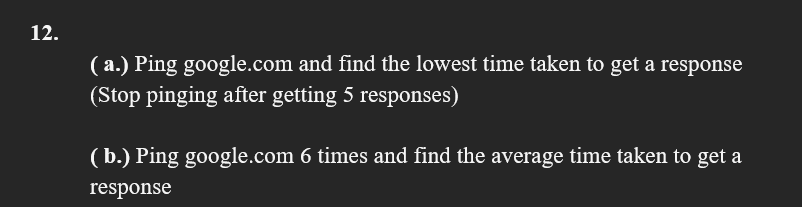 12.
( a.) Ping google.com and find the lowest time taken to get a response
(Stop pinging after getting 5 responses)
( b.) Ping google.com 6 times and find the average time taken to get a
response